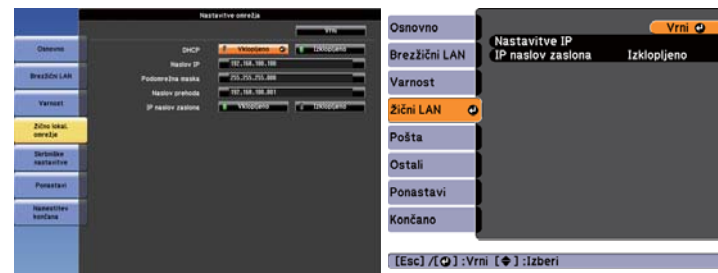 Nastavitve omrežja
Vrni
Osnovno
Brezžični LAN
Varnost
Žično lokal.
omrežje
Skrbniške
nastavitve
Ponastavi
Namestitev
končana
DHCP
Vklopljeno
Izklopljeno
Naslov IP
192.168.100.100
Podomrežna maska
255.255.255.000
Naslov prehoda
192.168.100.001
IP naslov zaslona
Vklopljeno
Izklopljeno
Osnovno
Brezžični LAN
Varnost
Žični LAN
Pošta
Ostali
Ponastavi
Končano
Vrni
Nastavitve IP
IP naslov zaslona Izklopljeno
[Esc] /[ ] :Vrni [ ] :Izberi